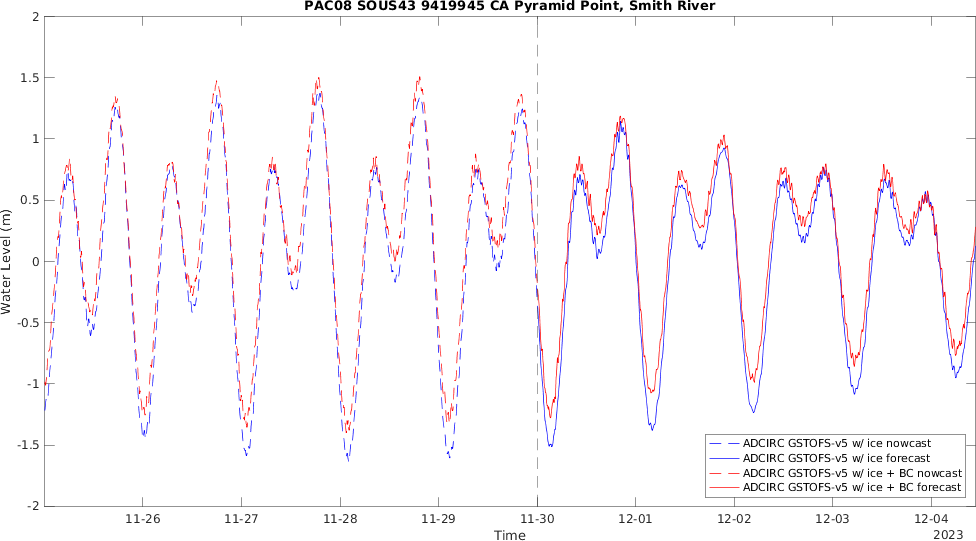 PAC08 SOUS43 9419945 CA Pyramid Point, Smith River
2
1.5
1
0.5
0
-0.5
-1
-1.5
-2
Water Level (m)
11-26
11-27
11-28
11-29
11-30
12-01
12-02
12-03
12-04
Time
2023
ADCIRC GSTOFS-v5 w/ ice nowcast
ADCIRC GSTOFS-v5 w/ ice forecast
ADCIRC GSTOFS-v5 w/ ice + BC nowcast
ADCIRC GSTOFS-v5 w/ ice + BC forecast